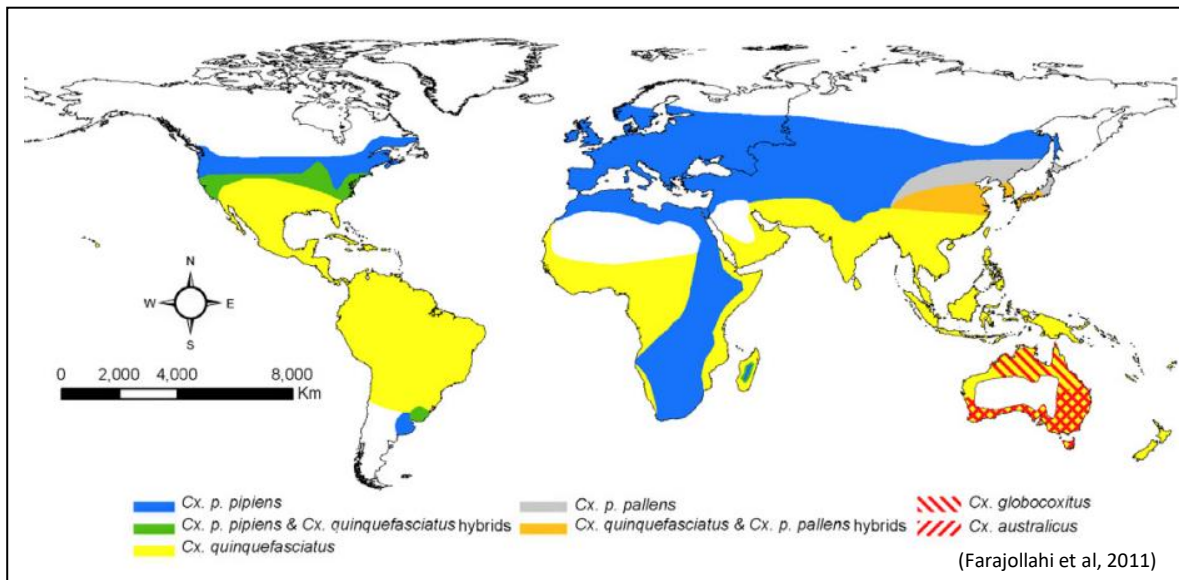 N
W E
S
0 2,000 4,000 8,000
Km
Cx. p. pipiens
Cx. p. pipiens & Cx. quinquefasciatus hybrids
Cx. quinquefasciatus
Cx. p. pallens
Cx. quinquefasciatus & Cx. p. pallens hybrids
Cx. globocoxitus
Cx. australicus
(Farajollahi et al, 2011)